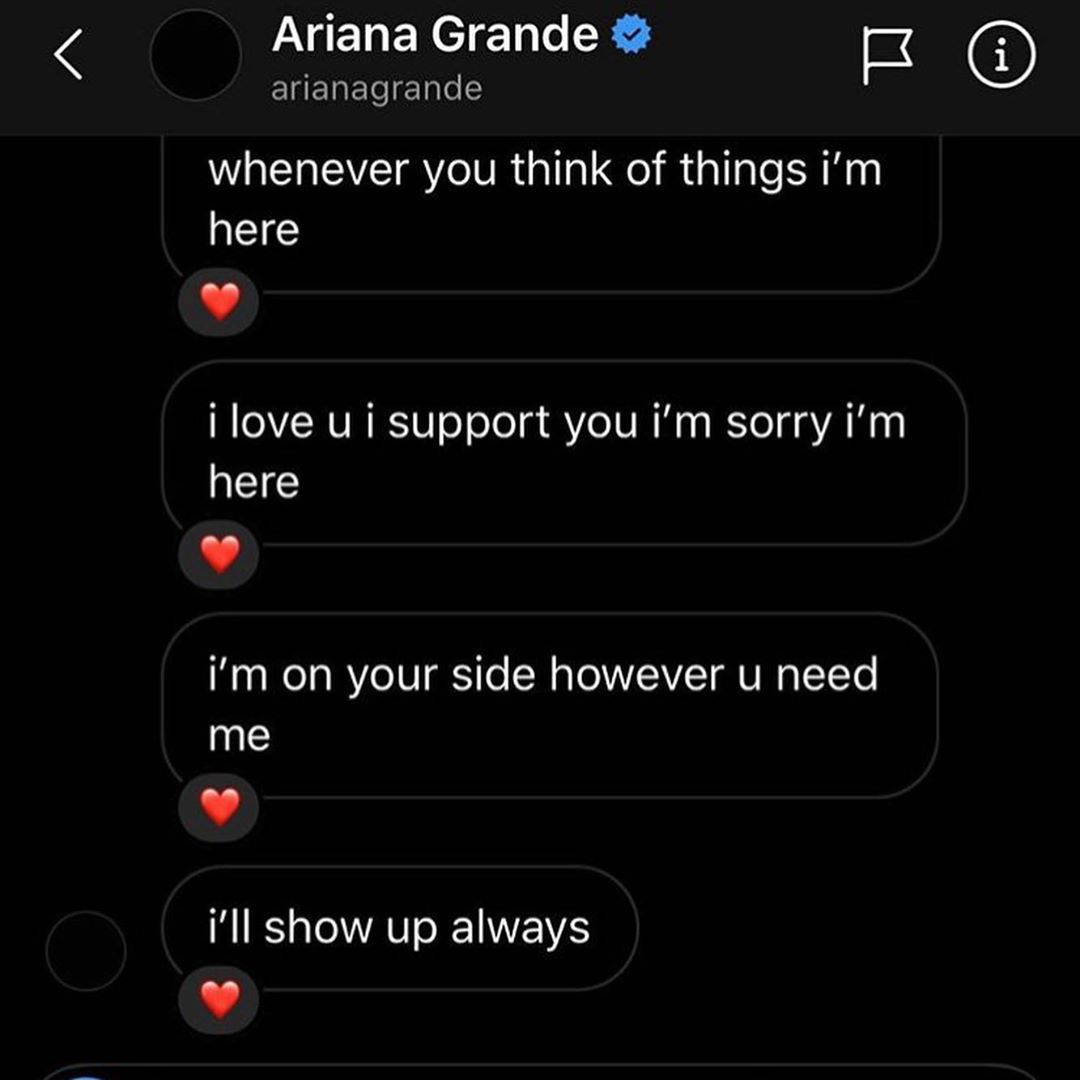 Ariana Grande
arianagrande
whenever you think of things i’m
here
i love u i support you i’m sorry i’m
here
i’m on your side however u need
me
i’ll show up always